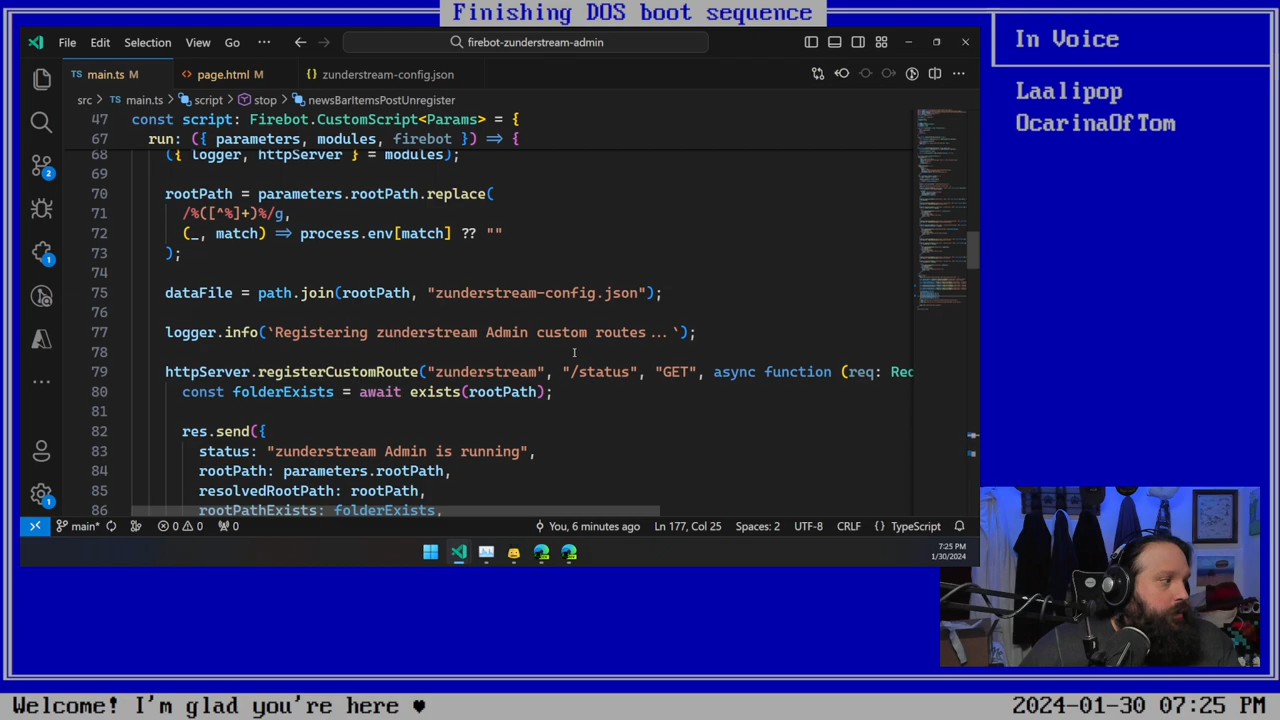 Finishing DOS boot sequence
In Voice
Laalipop
OcarinaOfTom
File Edit Selection View Go ... firebot-zunderstream-admin
main.ts M page.html M zunderstream-config.json
src > main.ts > script > stop > newsBarItemsPostUnregister
47 const script: Firebot.CustomScript<Params> = {
67 run: ({ parameters, modules, firebot }) => {
68 ({ logger, httpServer } = modules);
70 rootPath = parameters.rootPath.replace(
71 /%([^%]+)%/g,
72 (_, match) => process.env[match] ?? ""
73 );
74
75 dataFile = path.join(rootPath, "zunderstream-config.json");
76
77 logger.info(`Registering zunderstream Admin custom routes...`);
78
79 httpServer.registerCustomRoute("zunderstream", "/status", "GET", async function (req: Rec
80 const folderExists = await exists(rootPath);
81
82 res.send({
83 status: "zunderstream Admin is running",
84 rootPath: parameters.rootPath,
85 resolvedRootPath: rootPath,
86 rootPathExists: folderExists,
2
1
1
main* 0 0 0 You, 6 minutes ago Ln 177, Col 25 Spaces: 2 UTF-8 CRLF {} TypeScript
7:25 PM
1/30/2024
Welcome! I'm glad you're here ♥ 2024-01-30 07:25 PM